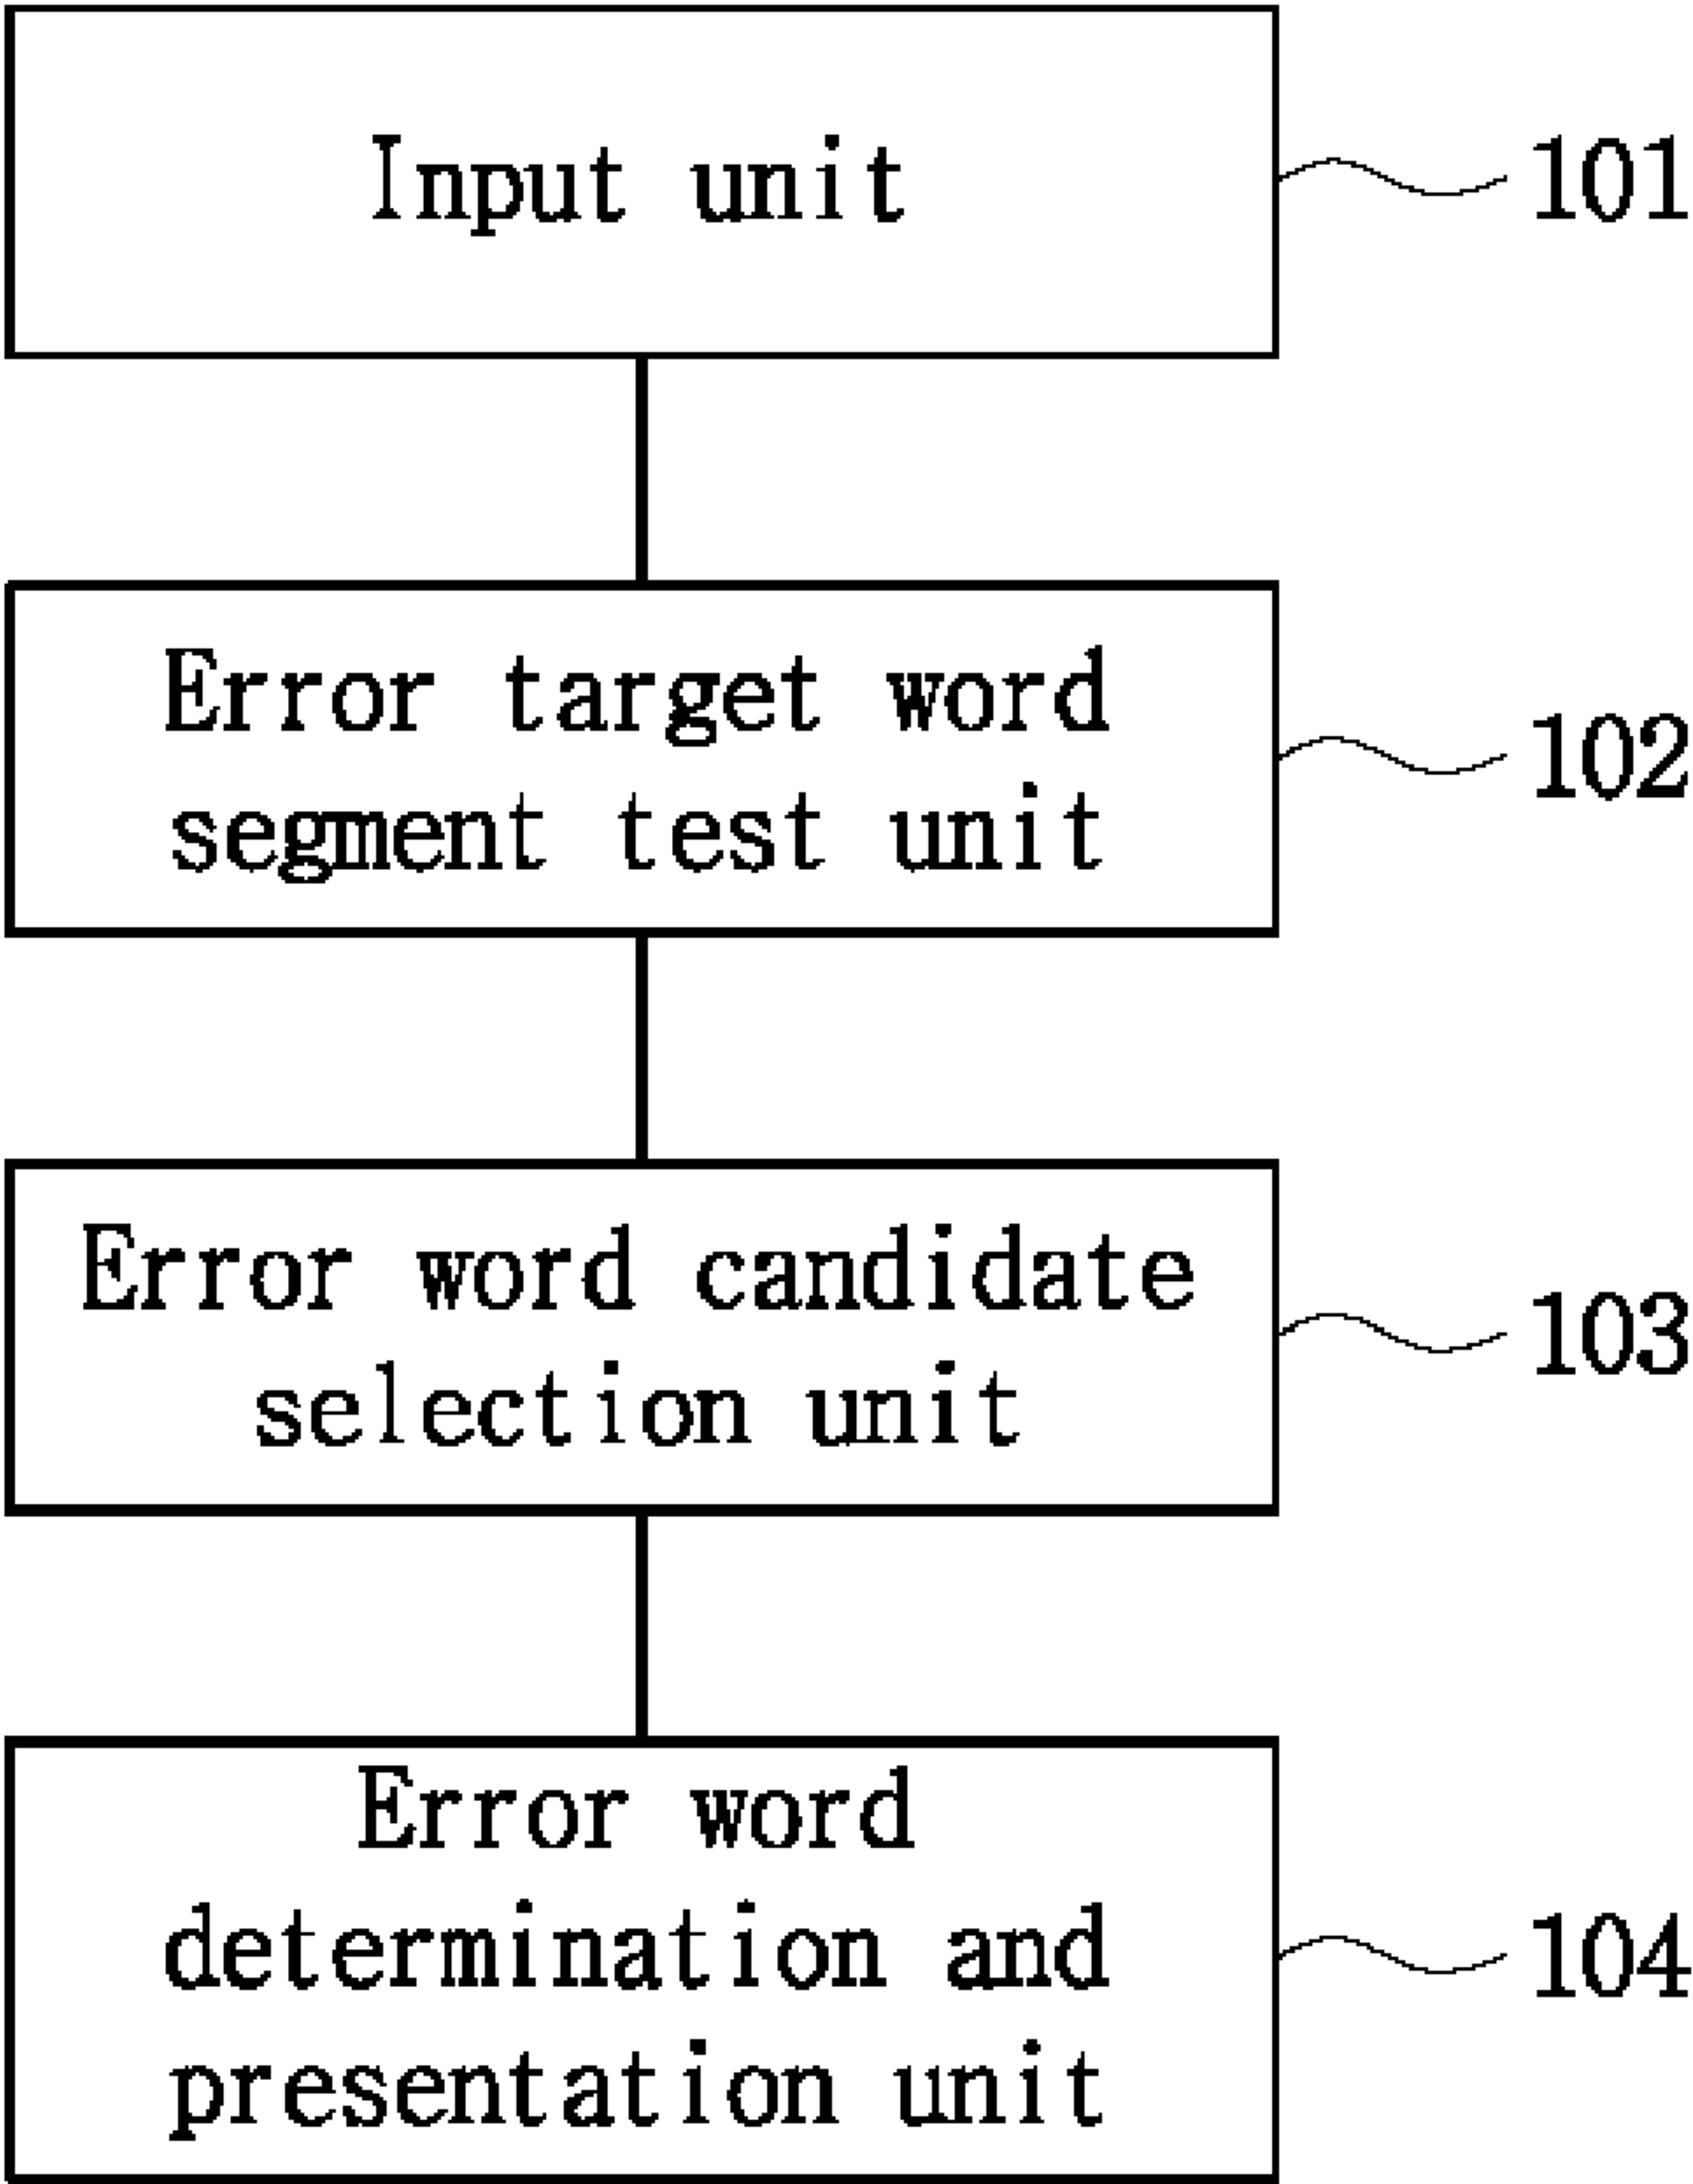 Input unit
101
Error target word
segment test unit
102
Error word candidate
selection unit
103
Error word
determination and
presentation unit
104